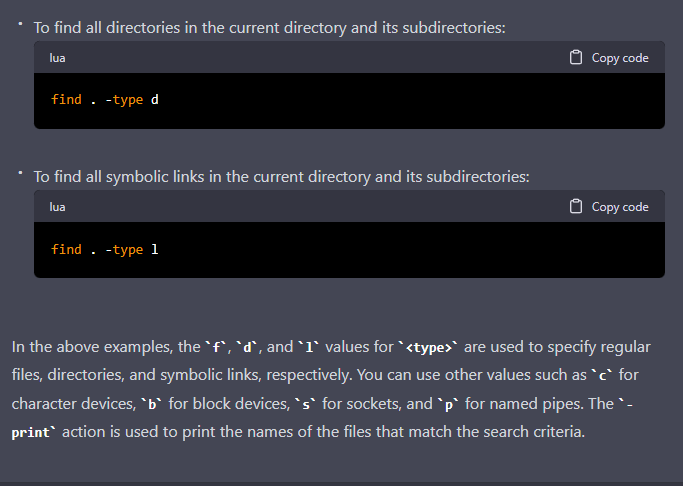 • To find all directories in the current directory and its subdirectories:
lua Copy code
find . -type d
• To find all symbolic links in the current directory and its subdirectories:
lua Copy code
find . -type l
In the above examples, the `f`, `d`, and `l` values for `<type>` are used to specify regular
files, directories, and symbolic links, respectively. You can use other values such as `c` for
character devices, `b` for block devices, `s` for sockets, and `p` for named pipes. The `-
print` action is used to print the names of the files that match the search criteria.